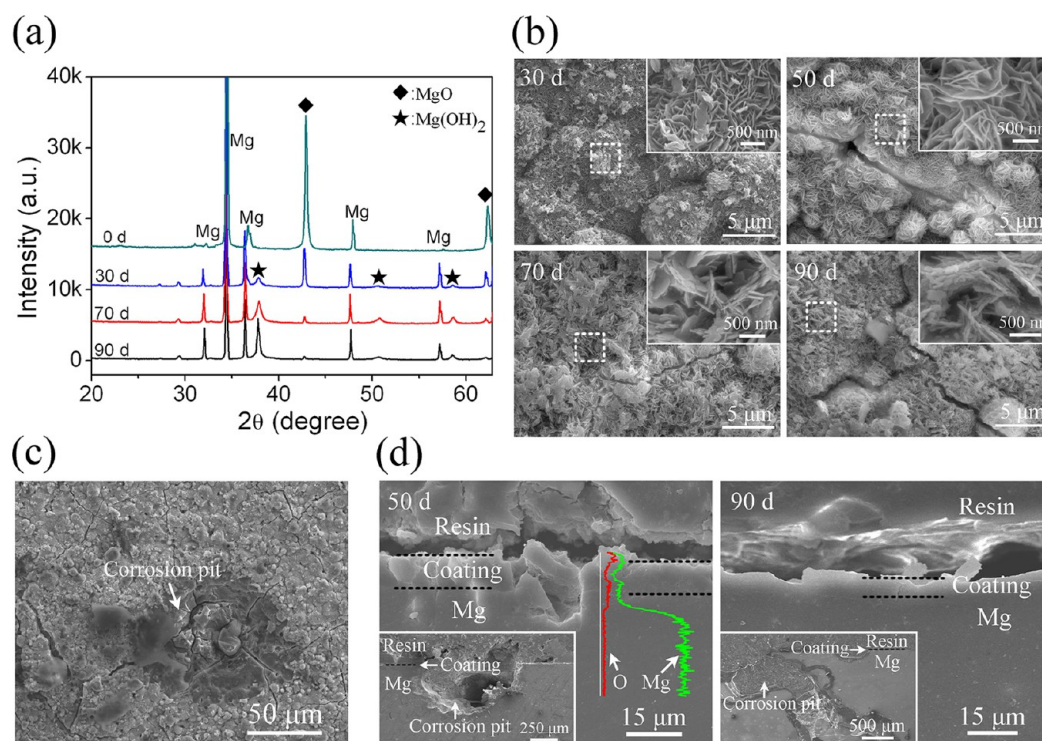 (a)
40k
30k
20k
10k
0
Intensity (a.u.)
◆:MgO
★:Mg(OH)2
Mg
Mg
Mg
Mg
Mg
0 d
30 d
70 d
90 d
20
30
40
50
60
2θ (degree)
(b)
30 d
500 nm
5 μm
50 d
500 nm
5 μm
70 d
500 nm
5 μm
90 d
500 nm
5 μm
(c)
Corrosion pit
50 μm
(d)
50 d
Resin
Coating
Mg
O
Mg
15 μm
Resin
Coating
Mg
Corrosion pit
250 μm
90 d
Resin
Coating
Mg
15 μm
Coating
Resin
Mg
Corrosion pit
500 μm